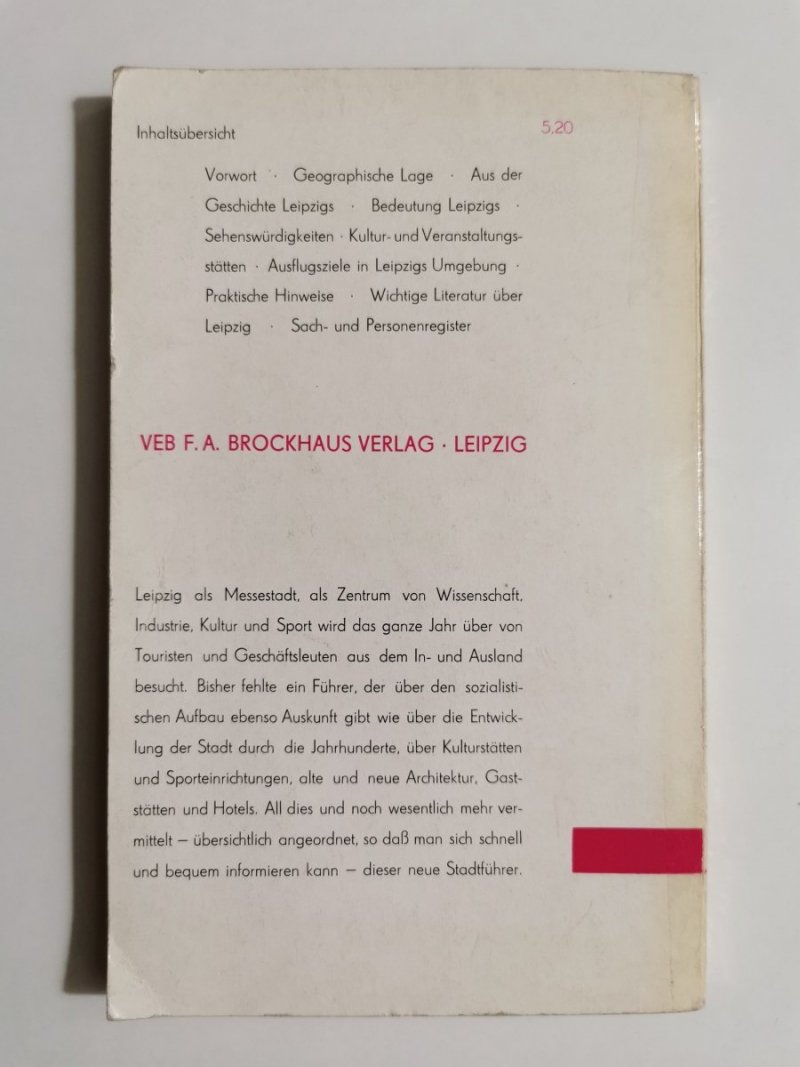 Inhaltsübersicht
5,20
Vorwort · Geographische Lage · Aus der
Geschichte Leipzigs · Bedeutung Leipzigs ·
Sehenswürdigkeiten · Kultur- und Veranstaltungs-
stätten · Ausflugsziele in Leipzigs Umgebung ·
Praktische Hinweise · Wichtige Literatur über
Leipzig · Sach- und Personenregister
VEB F. A. BROCKHAUS VERLAG · LEIPZIG
Leipzig als Messestadt, als Zentrum von Wissenschaft,
Industrie, Kultur und Sport wird das ganze Jahr über von
Touristen und Geschäftsleuten aus dem In- und Ausland
besucht. Bisher fehlte ein Führer, der über den sozialisti-
schen Aufbau ebenso Auskunft gibt wie über die Entwick-
lung der Stadt durch die Jahrhunderte, über Kulturstätten
und Sporteinrichtungen, alte und neue Architektur, Gast-
stätten und Hotels. All dies und noch wesentlich mehr ver-
mittelt – übersichtlich angeordnet, so daß man sich schnell
und bequem informieren kann – dieser neue Stadtführer.